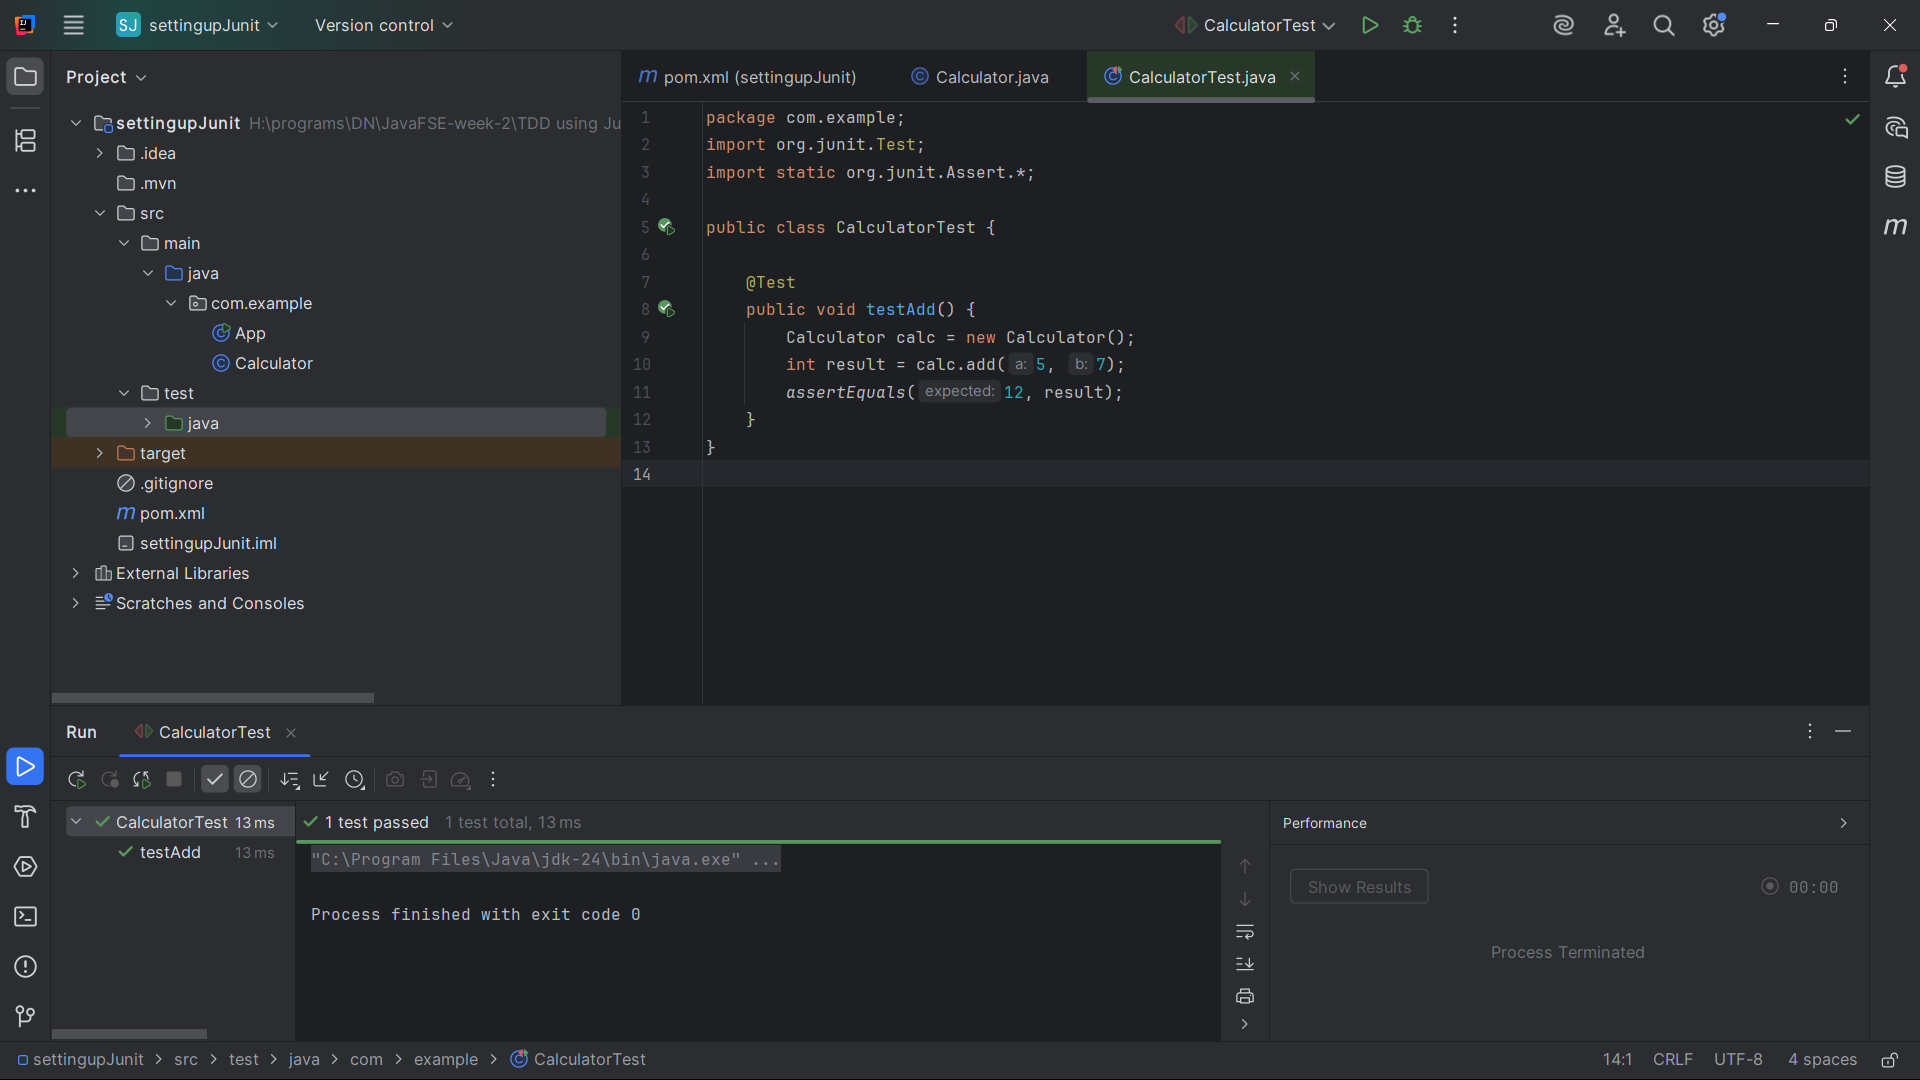 SJ settingupJunit Version control CalculatorTest
Project
pom.xml (settingupJunit) Calculator.java CalculatorTest.java
settingupJunit H:\programs\DN\JavaFSE-week-2\TDD using Ju
.idea
.mvn
src
main
java
com.example
App
Calculator
test
java
target
.gitignore
pom.xml
settingupJunit.iml
External Libraries
Scratches and Consoles
1 package com.example;
2 import org.junit.Test;
3 import static org.junit.Assert.*;
4
5 public class CalculatorTest {
6
7 @Test
8 public void testAdd() {
9 Calculator calc = new Calculator();
10 int result = calc.add( a: 5, b: 7);
11 assertEquals( expected: 12, result);
12 }
13 }
14
Run CalculatorTest
CalculatorTest 13 ms
testAdd 13 ms
1 test passed 1 test total, 13 ms
"C:\Program Files\Java\jdk-24\bin\java.exe" ...
Process finished with exit code 0
Performance
Show Results 00:00
Process Terminated
settingupJunit > src > test > java > com > example > CalculatorTest
14:1 CRLF UTF-8 4 spaces